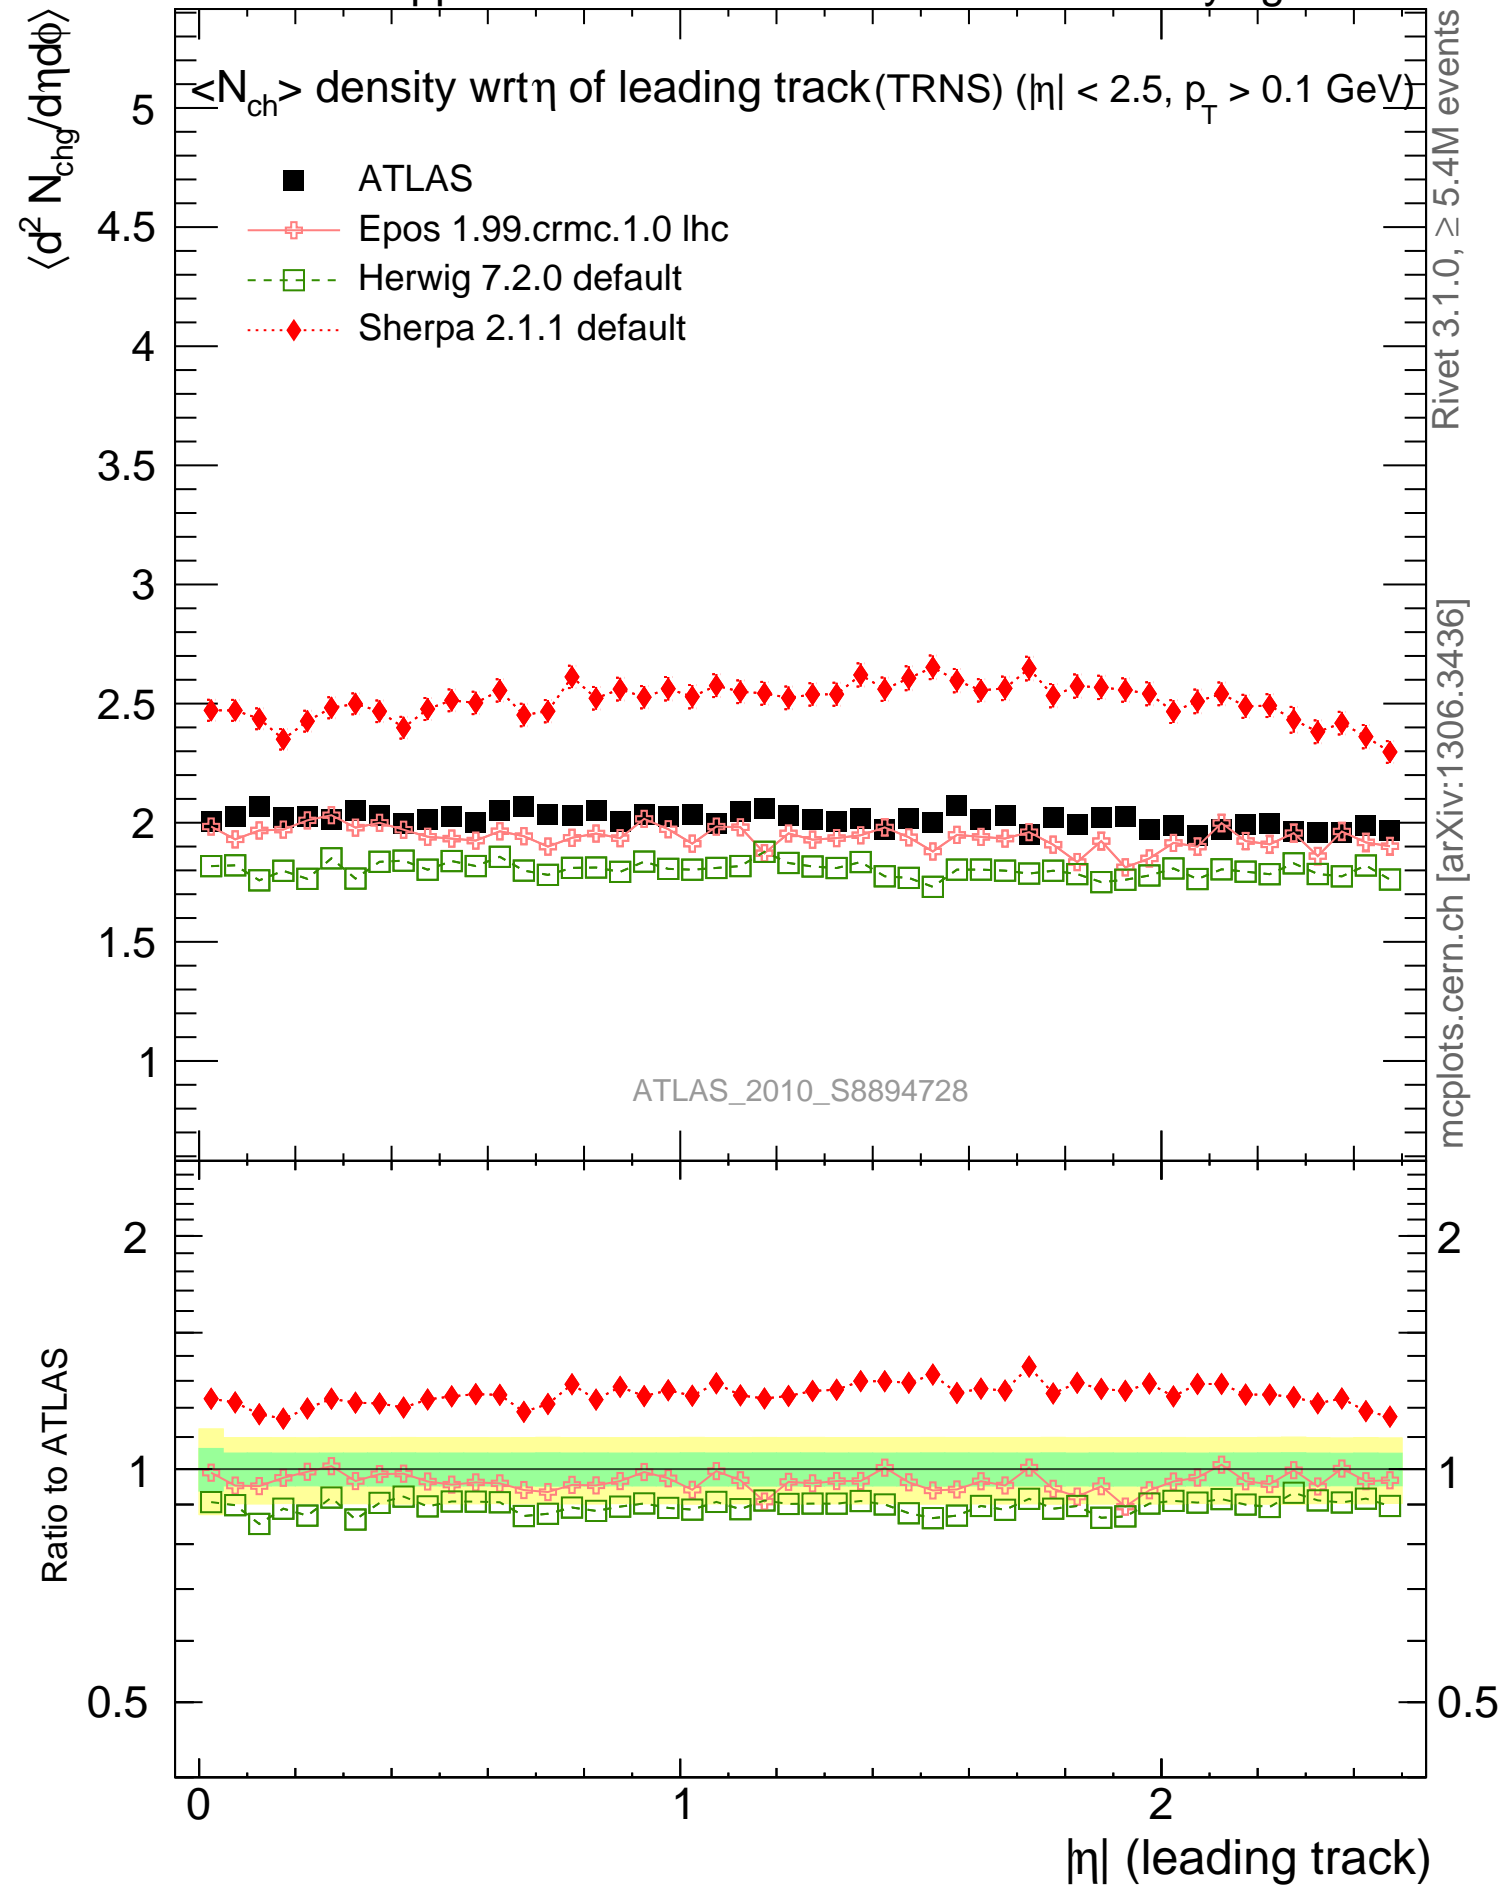 <N_ch> density wrt η of leading track (TRNS) (|η| < 2.5, p_T > 0.1 GeV)
⟨d² N_chg/dηdϕ⟩
ATLAS
Epos 1.99.crmc.1.0 lhc
Herwig 7.2.0 default
Sherpa 2.1.1 default
5
4.5
4
3.5
3
2.5
2
1.5
1
ATLAS_2010_S8894728
Rivet 3.1.0, ≥ 5.4M events
mcplots.cern.ch [arXiv:1306.3436]
Ratio to ATLAS
2
1
0.5
2
1
0.5
0
1
2
|η| (leading track)